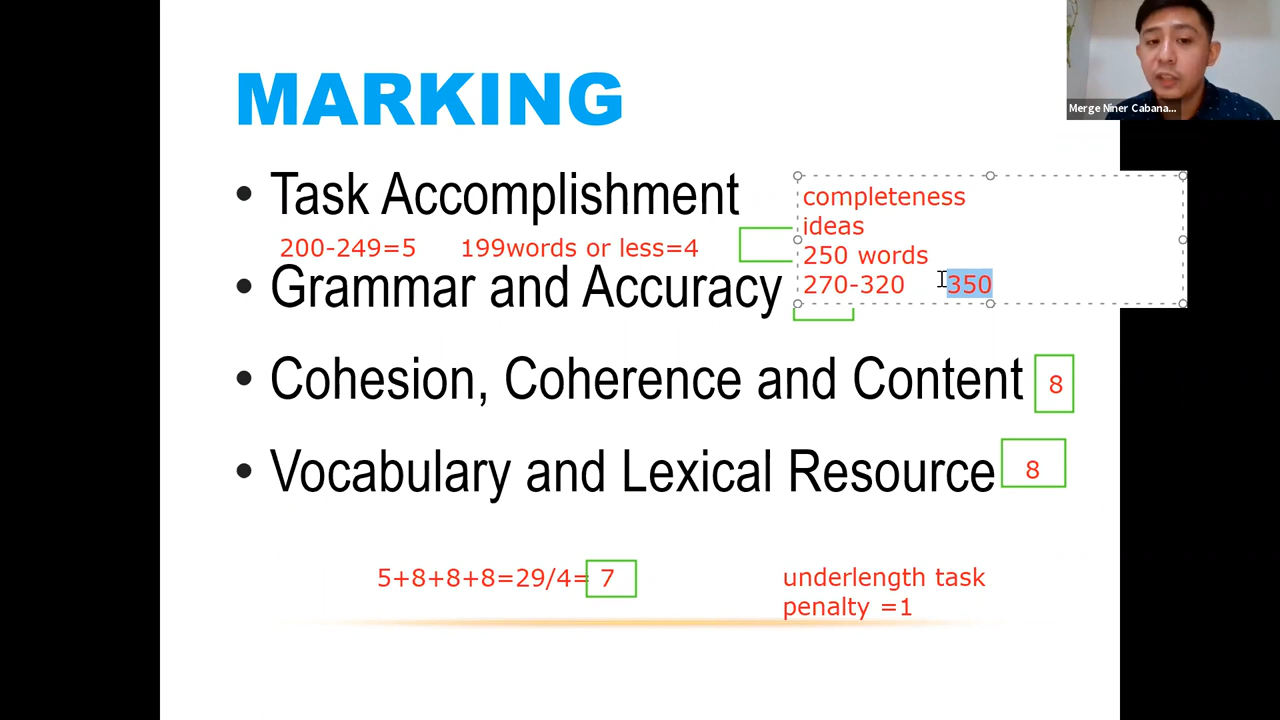 MARKING
Merge Niner Cabana...
• Task Accomplishment
completeness
ideas
250 words
270-320 350
200-249=5 199words or less=4
• Grammar and Accuracy
• Cohesion, Coherence and Content 8
• Vocabulary and Lexical Resource 8
5+8+8+8=29/4= 7
underlength task
penalty =1